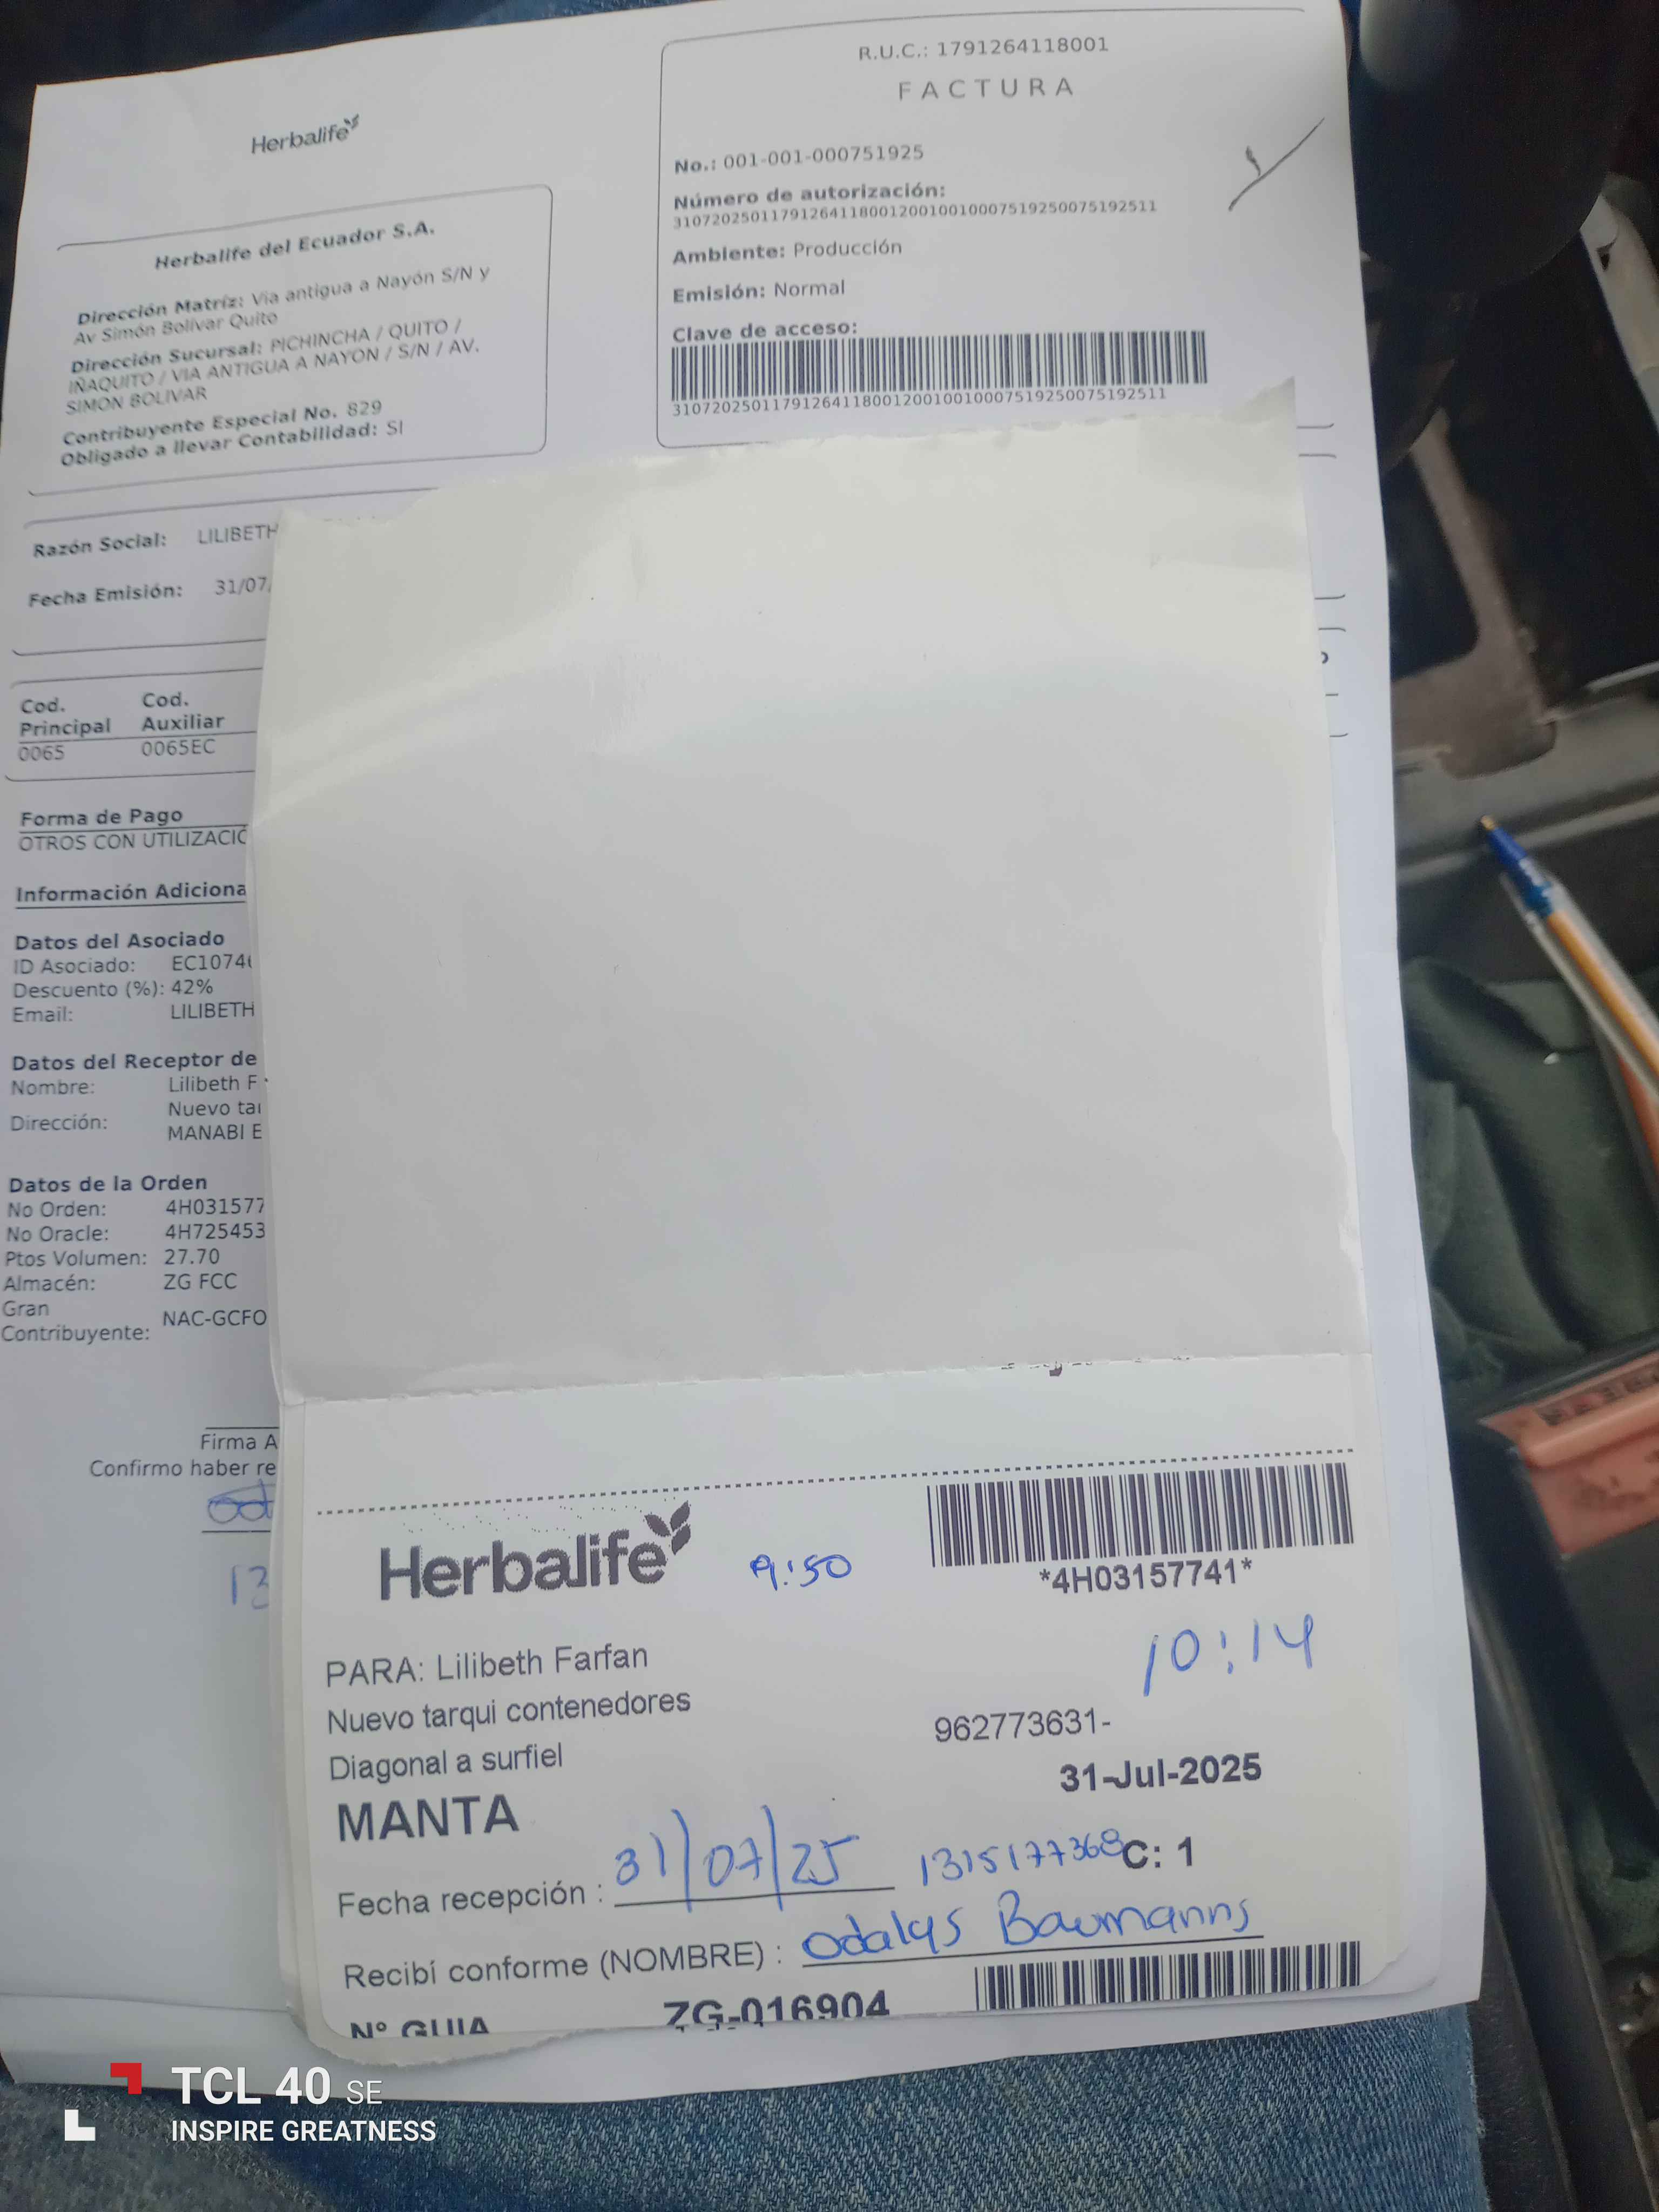 Herbalife
R.U.C.: 1791264118001
FACTURA
No.: 001-001-000751925
Número de autorización:
3107202501179126411800120010010007519250075192511
Ambiente: Producción
Emisión: Normal
Clave de acceso:
3107202501179126411800120010010007519250075192511
Herbalife del Ecuador S.A.
Dirección Matríz: Via antigua a Nayón S/N y
Av Simón Bolívar Quito
Dirección Sucursal: PICHINCHA / QUITO /
IÑAQUITO / VIA ANTIGUA A NAYON / S/N / AV.
SIMON BOLIVAR
Contribuyente Especial No. 829
Obligado a llevar Contabilidad: SI
Razón Social: LILIBETH
Fecha Emisión: 31/07/
Cod. Principal Cod. Auxiliar
0065 0065EC
Forma de Pago
OTROS CON UTILIZACIÓ
Información Adiciona
Datos del Asociado
ID Asociado: EC1074
Descuento (%): 42%
Email: LILIBETH
Datos del Receptor de
Nombre: Lilibeth F
Dirección: Nuevo ta
MANABI E
Datos de la Orden
No Orden: 4H031577
No Oracle: 4H725453
Ptos Volumen: 27.70
Almacén: ZG FCC
Gran Contribuyente: NAC-GCFO
Firma A
Confirmo haber re
od
13
Herbalife 9:50
*4H03157741*
10:14
PARA: Lilibeth Farfan
Nuevo tarqui contenedores
962773631-
Diagonal a surfiel
31-Jul-2025
MANTA
Fecha recepción : 31/07/25 1315177368 C: 1
Recibí conforme (NOMBRE) : Odalys Baumanns
Nº GUIA ZG-016904
TCL 40 SE
INSPIRE GREATNESS